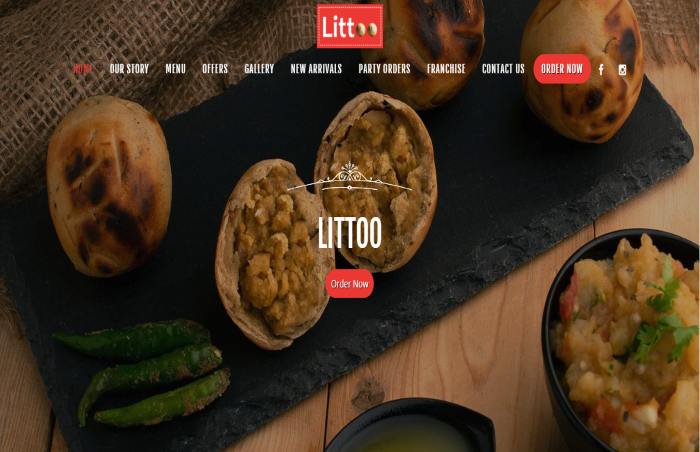 Littoo
HOME OUR STORY MENU OFFERS GALLERY NEW ARRIVALS PARTY ORDERS FRANCHISE CONTACT US ORDER NOW
LITTOO
Order Now